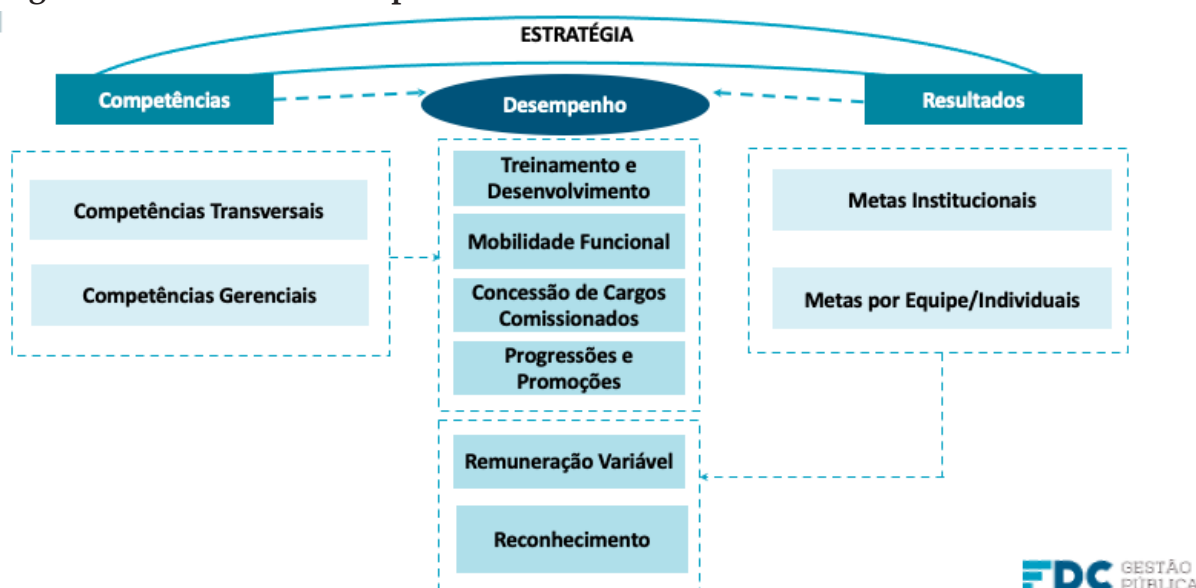 ESTRATÉGIA
Competências
Desempenho
Resultados
Competências Transversais
Competências Gerenciais
Treinamento e
Desenvolvimento
Mobilidade Funcional
Concessão de Cargos
Comissionados
Progressões e
Promoções
Remuneração Variável
Reconhecimento
Metas Institucionais
Metas por Equipe/Individuais
FDC GESTÃO
PÚBLICA